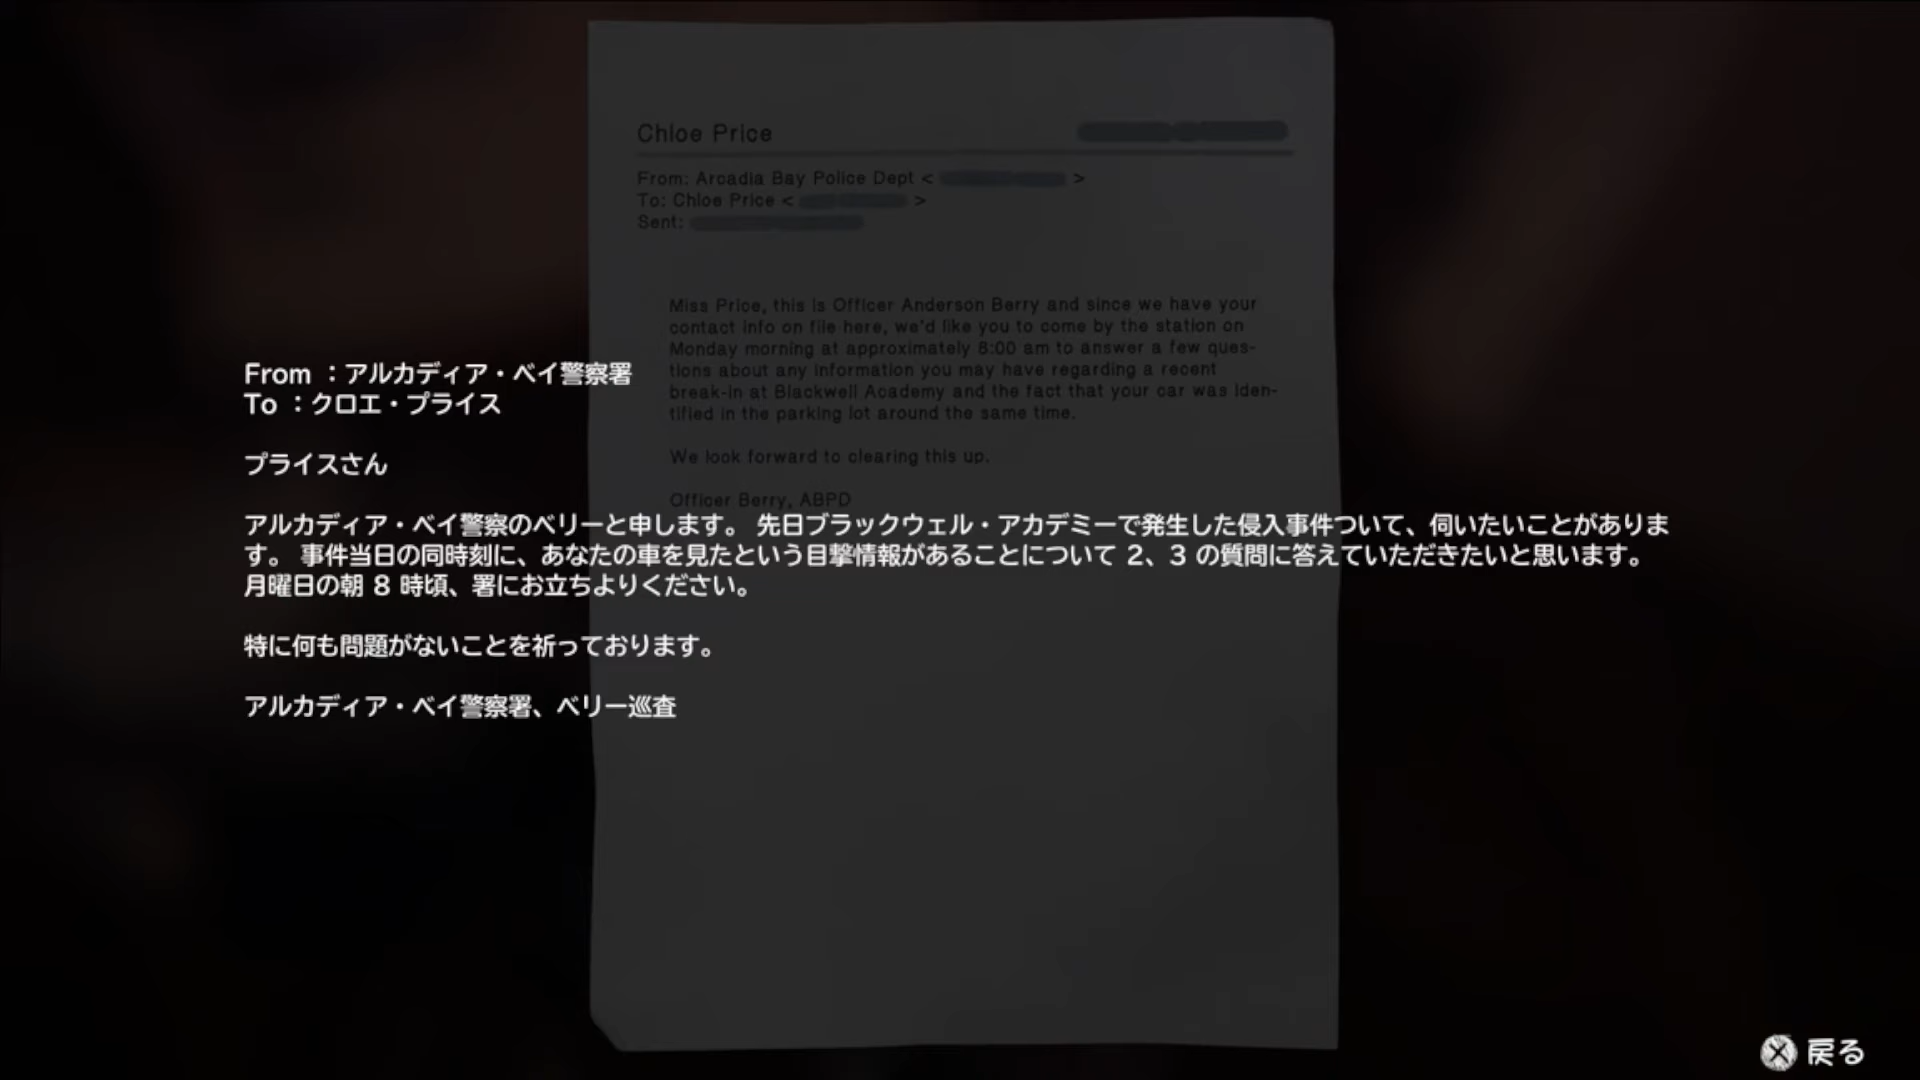 Chloe Price
From: Arcadia Bay Police Dept < >
To: Chloe Price < >
Sent:
Miss Price, this is Officer Anderson Berry and since we have your
contact info on file here, we'd like you to come by the station on
Monday morning at approximately 8:00 am to answer a few ques-
tions about any information you may have regarding a recent
break-in at Blackwell Academy and the fact that your car was iden-
tified in the parking lot around the same time.
We look forward to clearing this up.
Officer Berry, ABPD
From ：アルカディア・ベイ警察署
To ：クロエ・プライス
プライスさん
アルカディア・ベイ警察のベリーと申します。 先日ブラックウェル・アカデミーで発生した侵入事件ついて、伺いたいことがありま
す。 事件当日の同時刻に、あなたの車を見たという目撃情報があることについて 2、3 の質問に答えていただきたいと思います。
月曜日の朝 8 時頃、署にお立ちよりください。
特に何も問題がないことを祈っております。
アルカディア・ベイ警察署、ベリー巡査
戻る